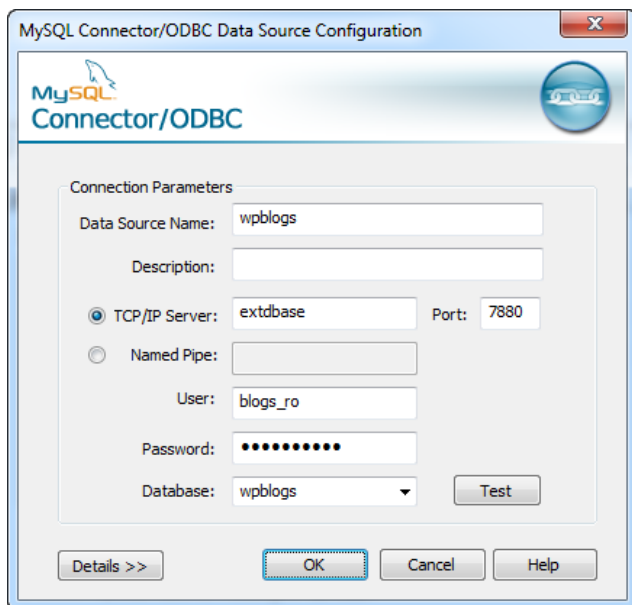 MySQL Connector/ODBC Data Source Configuration
MySQL
Connector/ODBC
Connection Parameters
Data Source Name: wpblogs
Description:
TCP/IP Server: extdbase Port: 7880
Named Pipe:
User: blogs_ro
Password: ••••••••••
Database: wpblogs Test
Details >> OK Cancel Help